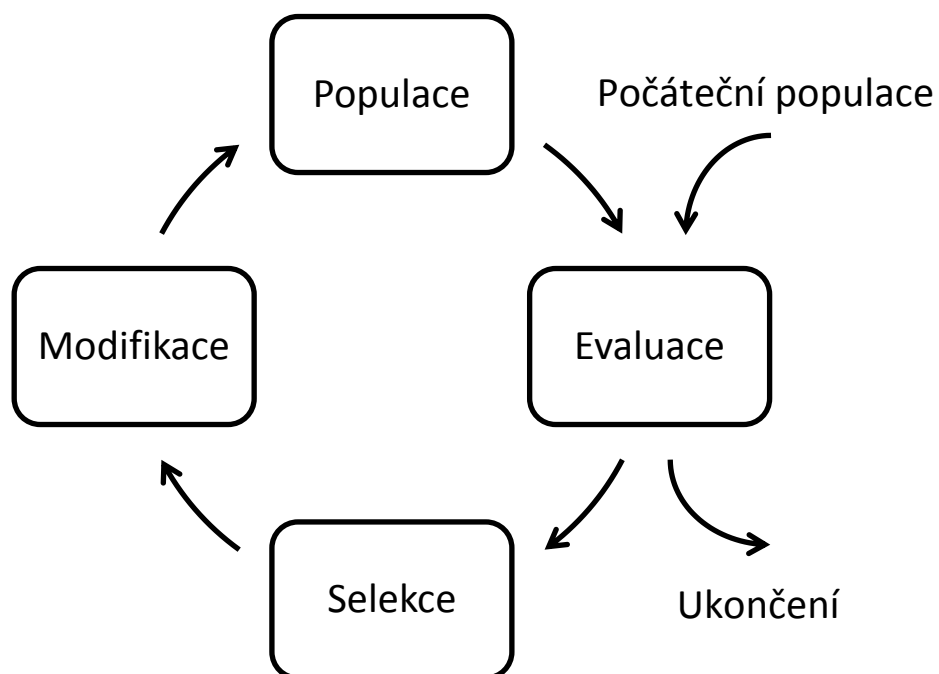 Populace
Počáteční populace
Modifikace
Evaluace
Selekce
Ukončení